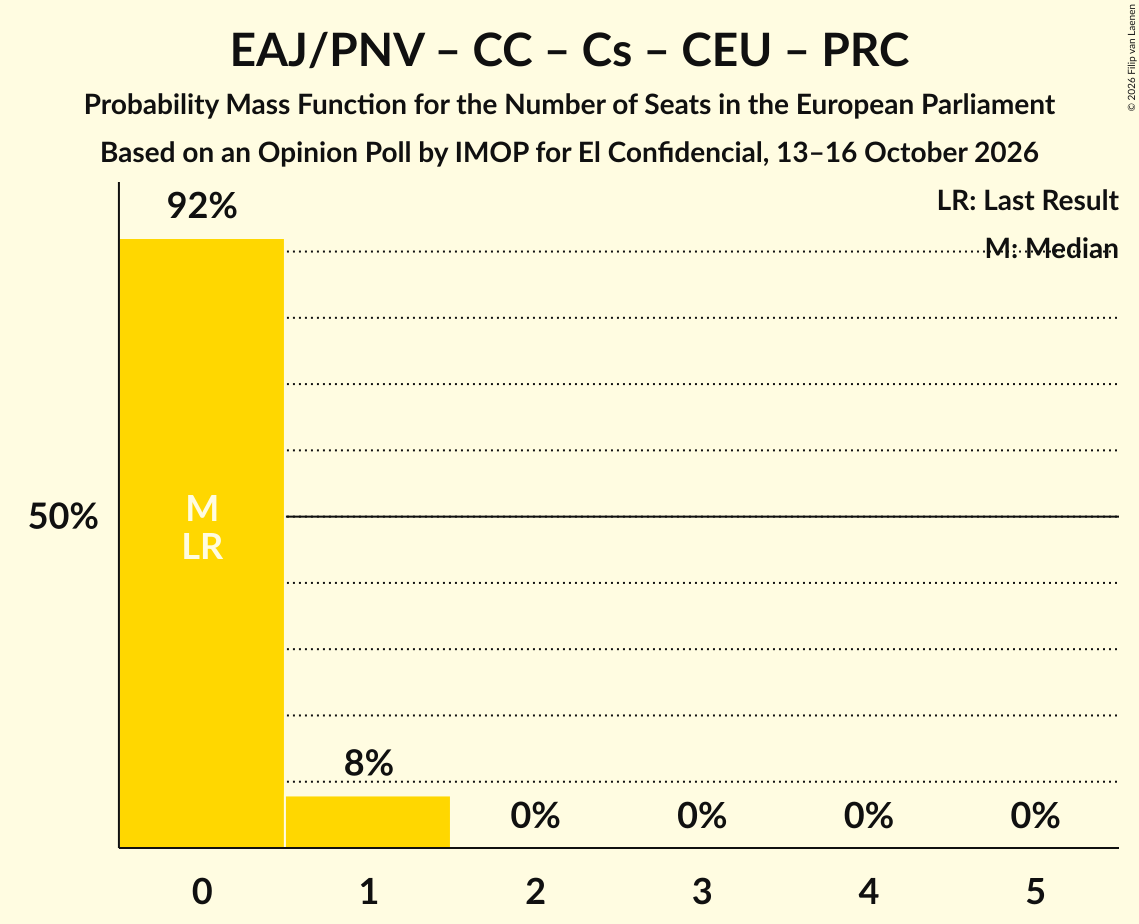 EAJ/PNV – CC – Cs – CEU – PRC
Probability Mass Function for the Number of Seats in the European Parliament
Based on an Opinion Poll by IMOP for El Confidencial, 13–16 October 2026
© 2026 Filip van Laenen
LR: Last Result
M: Median
92%
50%
M
LR
8%
0%
0%
0%
0%
0
1
2
3
4
5